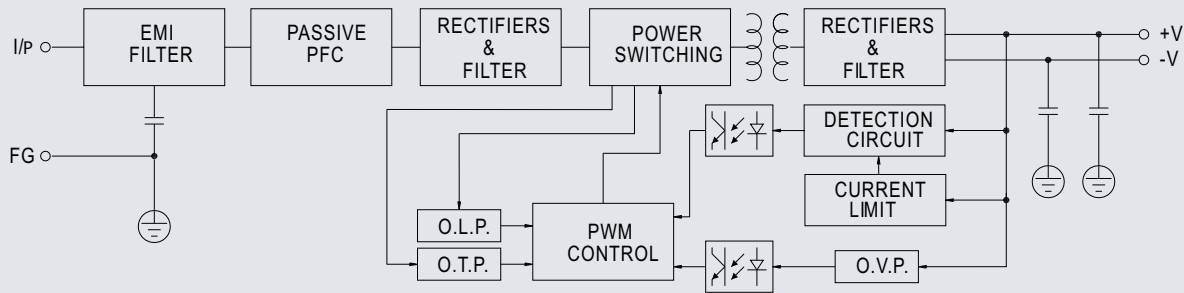 I/P
EMI
FILTER
PASSIVE
PFC
RECTIFIERS
&
FILTER
POWER
SWITCHING
RECTIFIERS
&
FILTER
+V
-V
FG
DETECTION
CIRCUIT
CURRENT
LIMIT
O.L.P.
O.T.P.
PWM
CONTROL
O.V.P.